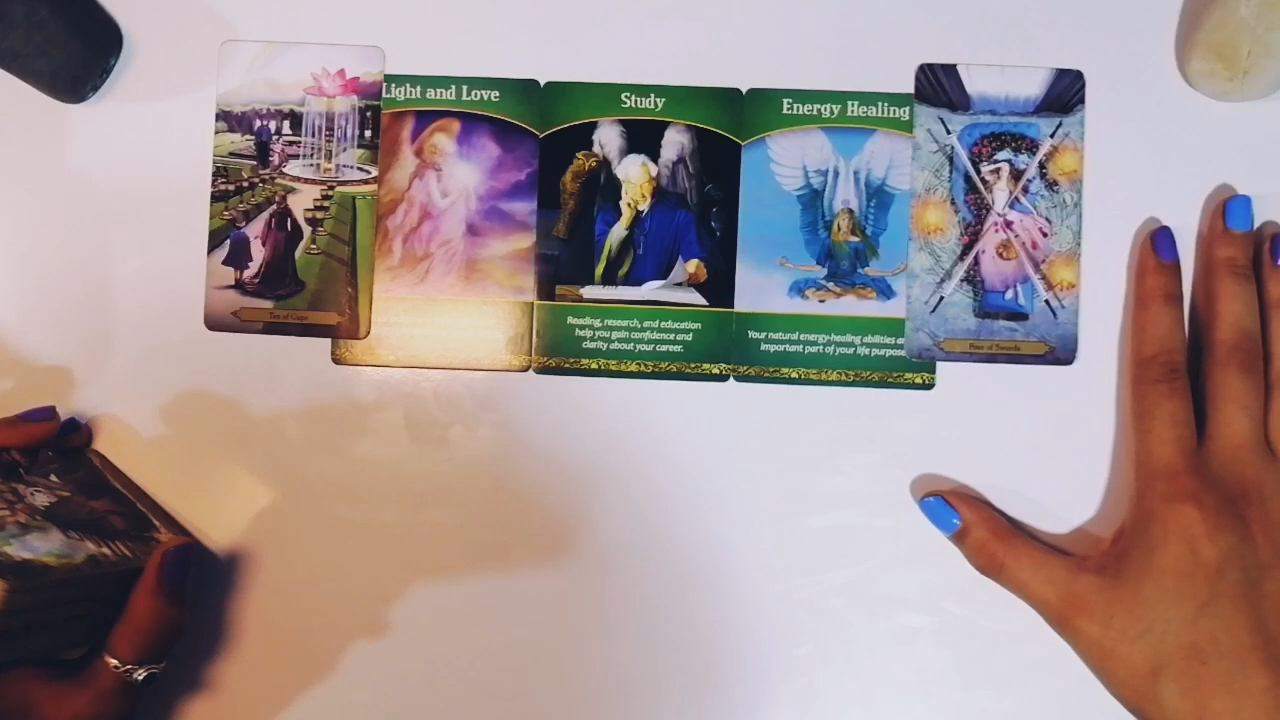 Light and Love
Study
Energy Healing
Reading, research, and education
help you gain confidence and
clarity about your career.
Your natural energy-healing abilities
important part of your life purpose
Ten of Cups
Four of Swords